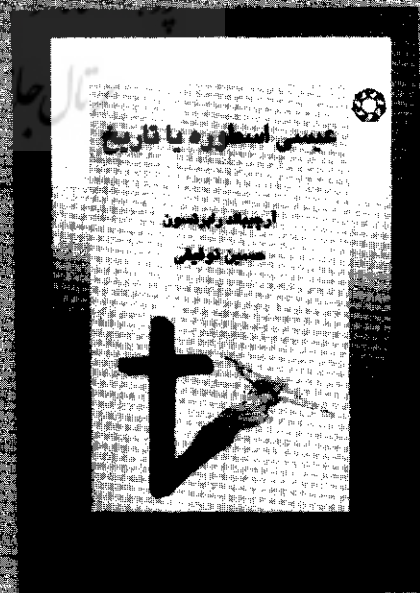 عیسی اسطوره یا تاریخ
آرچیبالد رابرتسون
حسین توفیقی